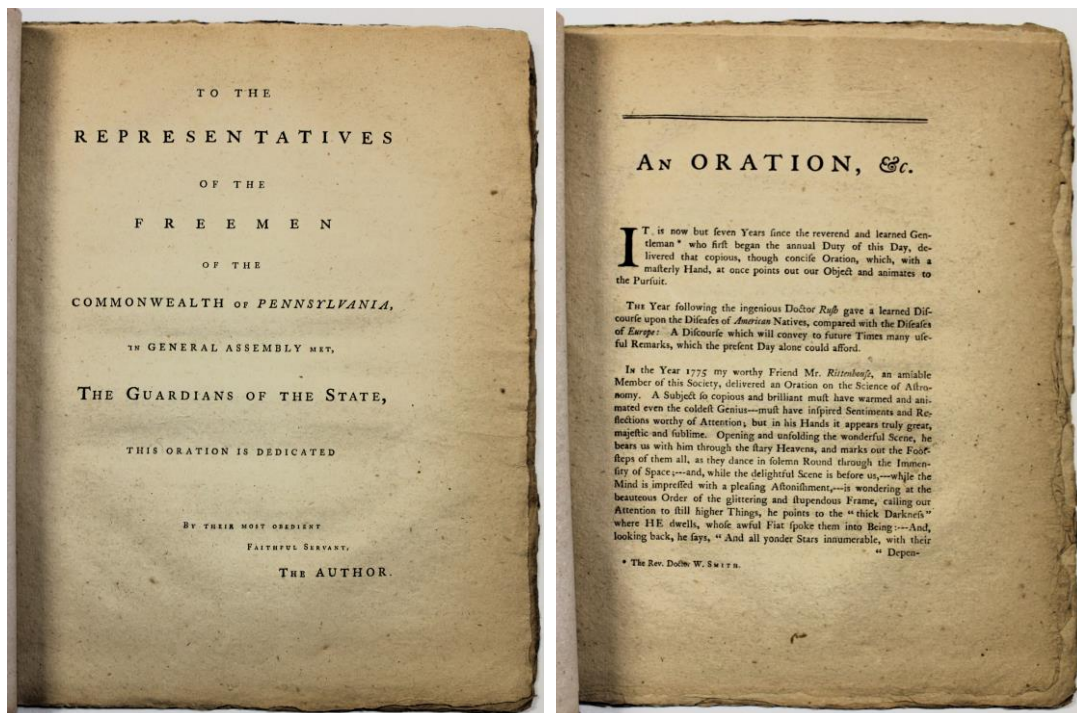 TO THE
REPRESENTATIVES
OF THE
FREEMEN
OF THE
COMMONWEALTH OF PENNSYLVANIA,
IN GENERAL ASSEMBLY MET,
THE GUARDIANS OF THE STATE,
THIS ORATION IS DEDICATED
BY THEIR MOST OBEDIENT
FAITHFUL SERVANT,
THE AUTHOR.
AN ORATION, &c.
IT is now but ſeven Years ſince the reverend and learned Gen-
tleman * who firſt began the annual Duty of this Day, de-
livered that copious, though conciſe Oration, which, with a
maſterly Hand, at once points out our Object and animates to
the Purſuit.
THE Year following the ingenious Doctor Ruſh gave a learned Diſ-
courſe upon the Diſeaſes of American Natives, compared with the Diſeaſes
of Europe: A Diſcourſe which will convey to future Times many uſe-
ful Remarks, which the preſent Day alone could afford.
IN the Year 1775 my worthy Friend Mr. Rittenhouſe, an amiable
Member of this Society, delivered an Oration on the Science of Aſtro-
nomy. A Subject ſo copious and brilliant muſt have warmed and ani-
mated even the coldeſt Genius---muſt have inſpired Sentiments and Re-
flections worthy of Attention; but in his Hands it appears truly great,
majeſtic and ſublime. Opening and unfolding the wonderful Scene, he
bears us with him through the ſtary Heavens, and marks out the Foot-
ſteps of them all, as they dance in ſolemn Round through the Immen-
ſity of Space;---and, while the delightful Scene is before us,---while the
Mind is impreſſed with a pleaſing Aſtoniſhment,---is wondering at the
beauteous Order of the glittering and ſtupendous Frame, calling our
Attention to ſtill higher Things, he points to the “ thick Darkneſs”
where HE dwells, whoſe awful Fiat ſpoke them into Being:---And,
looking back, he ſays, “ And all yonder Stars innumerable, with their
“ Depen-
* The Rev. Doctor W. SMITH.